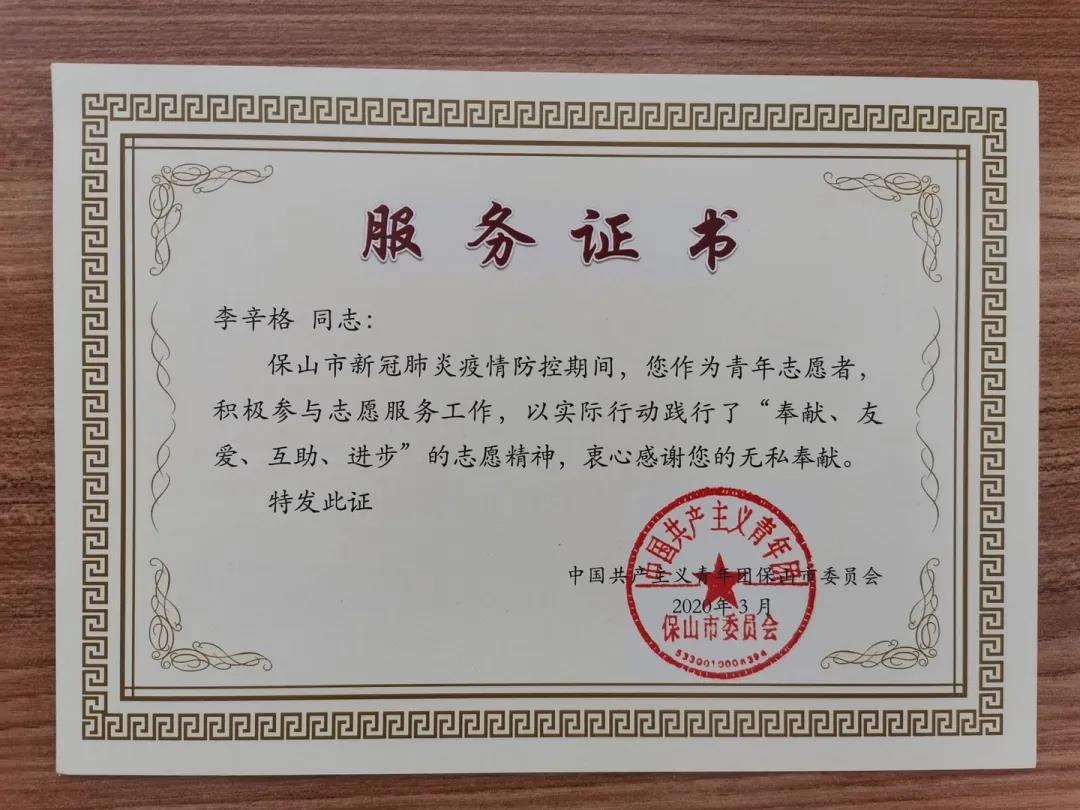 服务证书
李辛格 同志：
保山市新冠肺炎疫情防控期间，您作为青年志愿者，
积极参与志愿服务工作，以实际行动践行了“奉献、友
爱、互助、进步”的志愿精神，衷心感谢您的无私奉献。
特发此证
中国共产主义青年团
中国共产主义青年团保山市委员会
2020年3月
保山市委员会